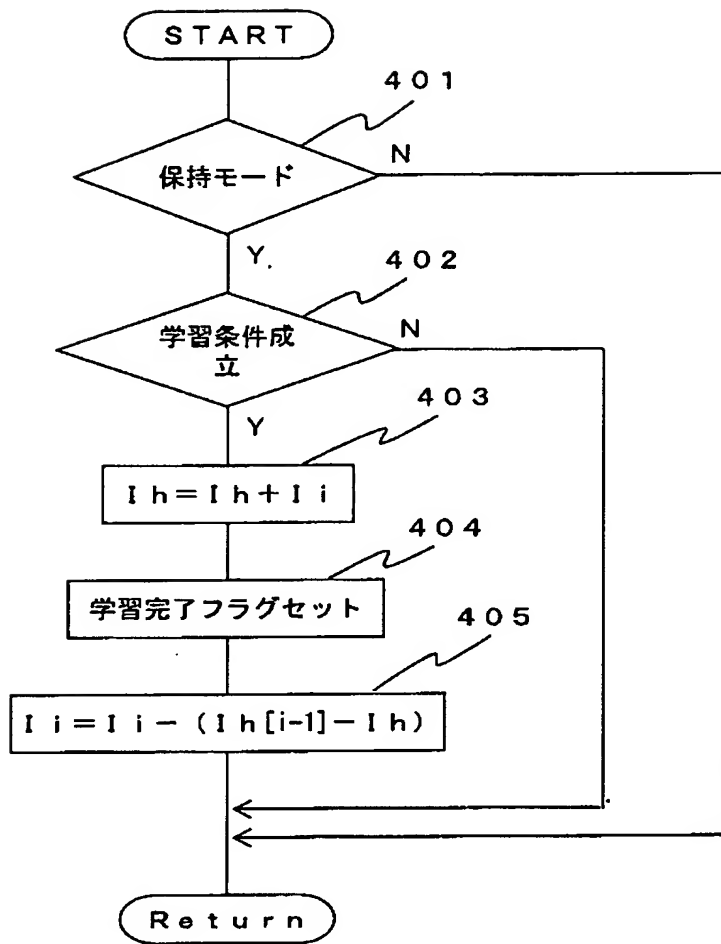 START
401
保持モード
N
Y.
402
学習条件成
立
N
Y
403
Ih=Ih+Ii
404
学習完了フラグセット
405
Ii=Ii-(Ih[i-1]-Ih)
Return